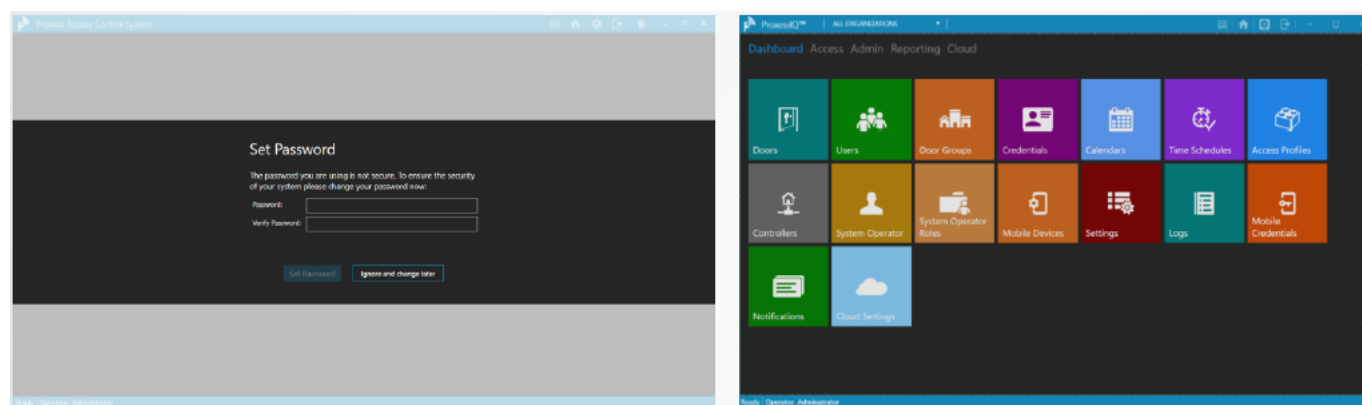 Proxess Access Control System
Set Password
The password you are using is not secure. To ensure the security
of your system please change your password now:
Password:
Verify Password:
Set Password
Ignore and change later
Ready Operator: Administrator
ProxessIQ™ ALL ORGANIZATIONS
Dashboard Access Admin Reporting Cloud
Doors
Users
Door Groups
Credentials
Calendars
Time Schedules
Access Profiles
Controllers
System Operator
System Operator
Roles
Mobile Devices
Settings
Logs
Mobile
Credentials
Notifications
Cloud Settings
Ready Operator: Administrator